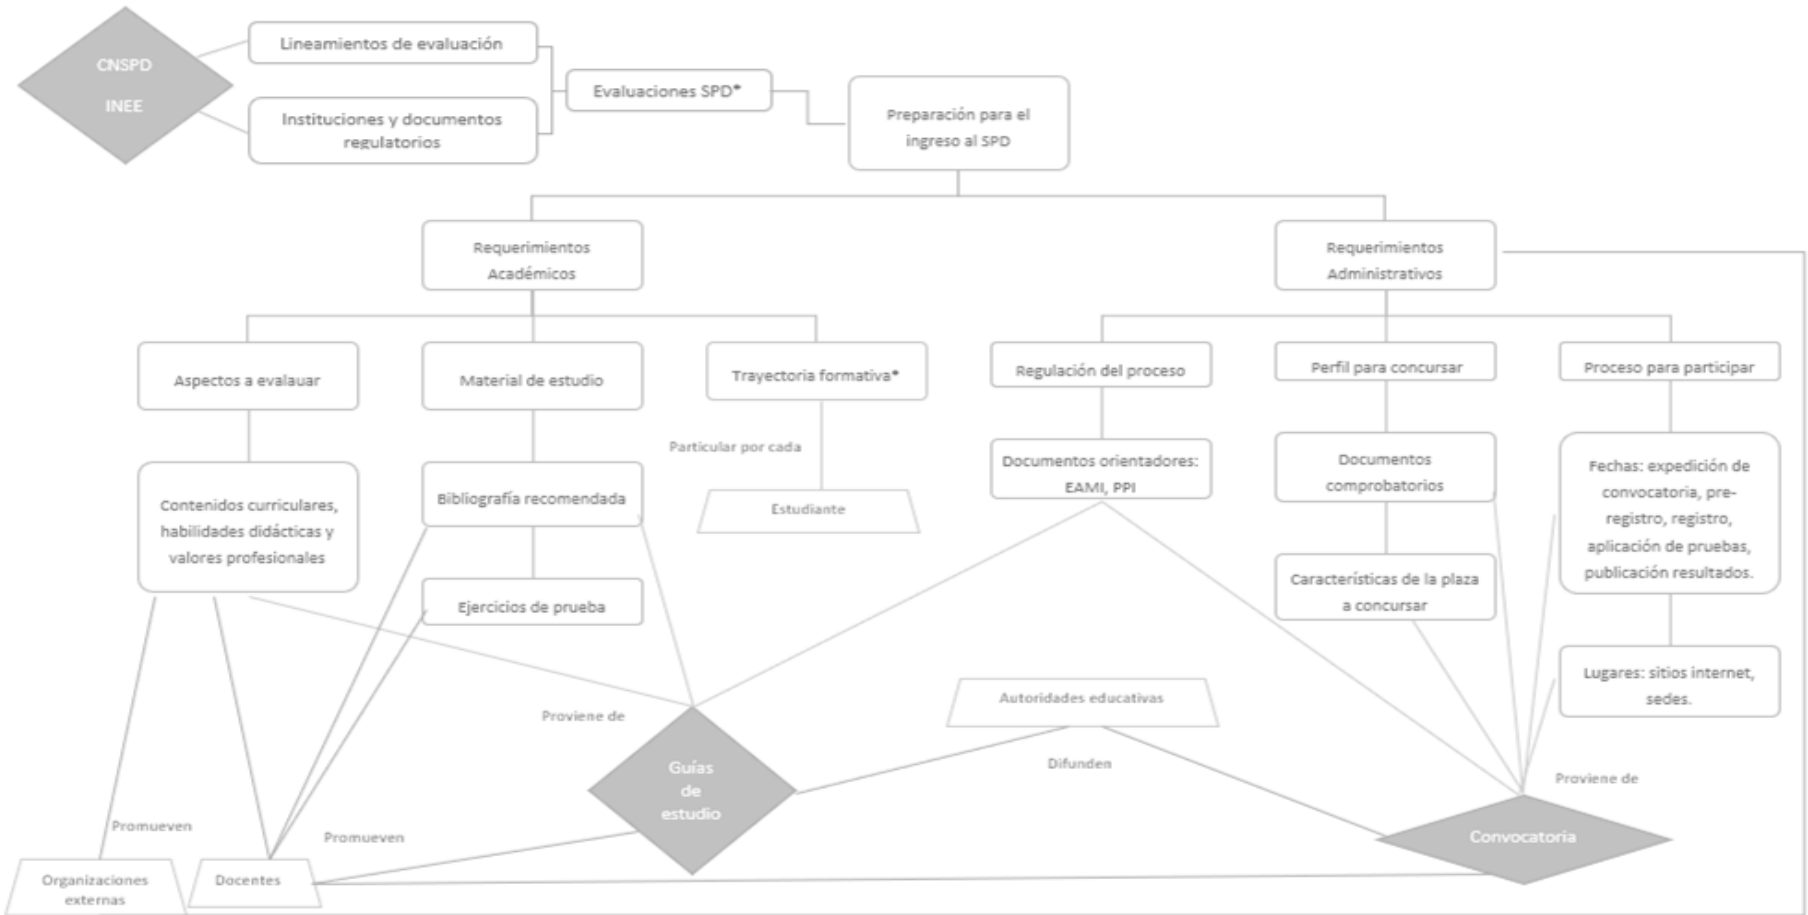 CNSPD
INEE
Lineamientos de evaluación
Instituciones y documentos
regulatorios
Evaluaciones SPD*
Preparación para el
ingreso al SPD
Requerimientos
Académicos
Requerimientos
Administrativos
Aspectos a evalauar
Material de estudio
Trayectoria formativa*
Regulación del proceso
Perfil para concursar
Proceso para participar
Contenidos curriculares,
habilidades didácticas y
valores profesionales
Bibliografía recomendada
Ejercicios de prueba
Particular por cada
Estudiante
Documentos orientadores:
EAMI, PPI
Documentos
comprobatorios
Características de la plaza
a concursar
Fechas: expedición de
convocatoria, pre-
registro, registro,
aplicación de pruebas,
publicación resultados.
Lugares: sitios internet,
sedes.
Autoridades educativas
Proviene de
Difunden
Proviene de
Guías
de
estudio
Convocatoria
Promueven
Promueven
Organizaciones
externas
Docentes